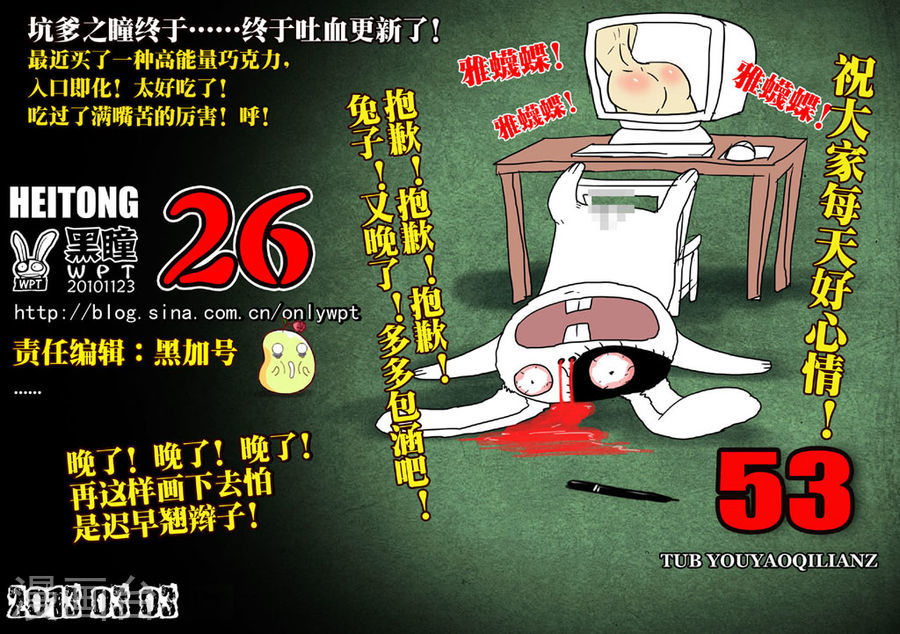 坑爹之瞳终于……终于吐血更新了!
最近买了一种高能量巧克力,
入口即化!太好吃了!
吃过了满嘴苦的厉害!呼!
HEITONG
26
黑瞳
WPT
WPT
20101123
http://blog.sina.com.cn/onlywpt
责任编辑:黑加号
……
晚了!晚了!晚了!
再这样画下去怕
是迟早翘辫子!
抱歉!抱歉!抱歉!
兔子!又晚了!多多包涵吧!
雅蠛蝶!
雅蠛蝶!
雅蠛蝶!
祝大家每天好心情!
53
TUB YOUYAOQILIANZ
漫画台